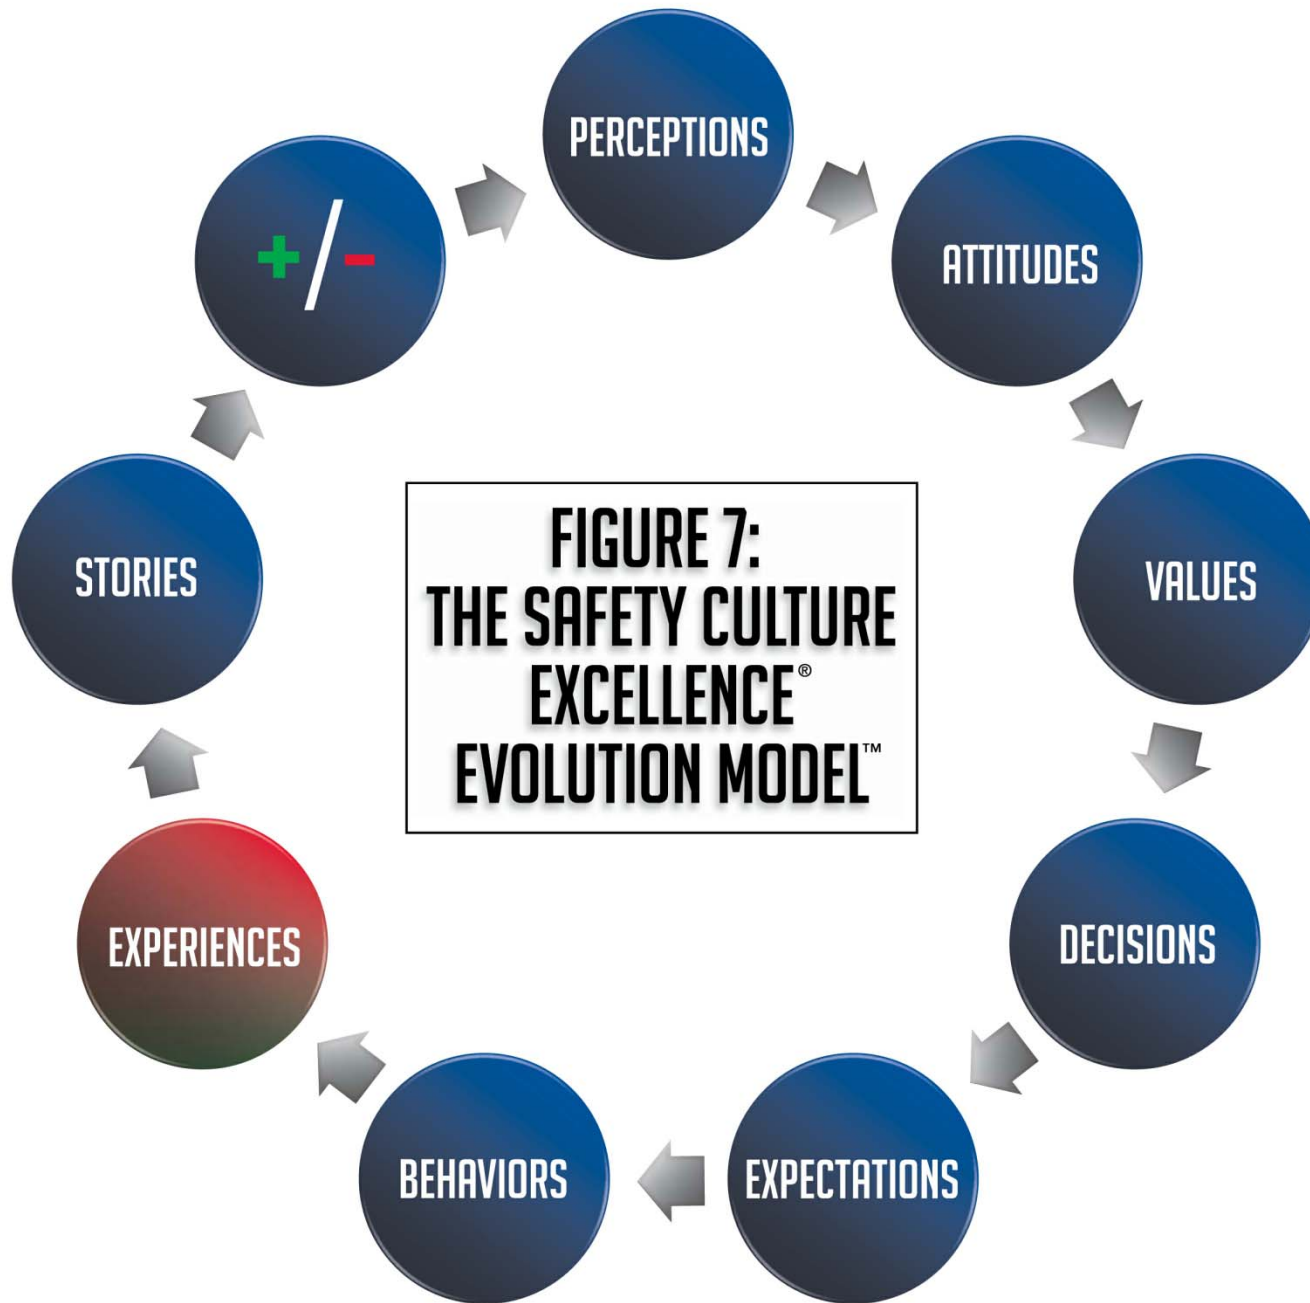 PERCEPTIONS
ATTITUDES
VALUES
DECISIONS
EXPECTATIONS
BEHAVIORS
EXPERIENCES
STORIES
+/-
FIGURE 7:
THE SAFETY CULTURE
EXCELLENCE®
EVOLUTION MODEL™